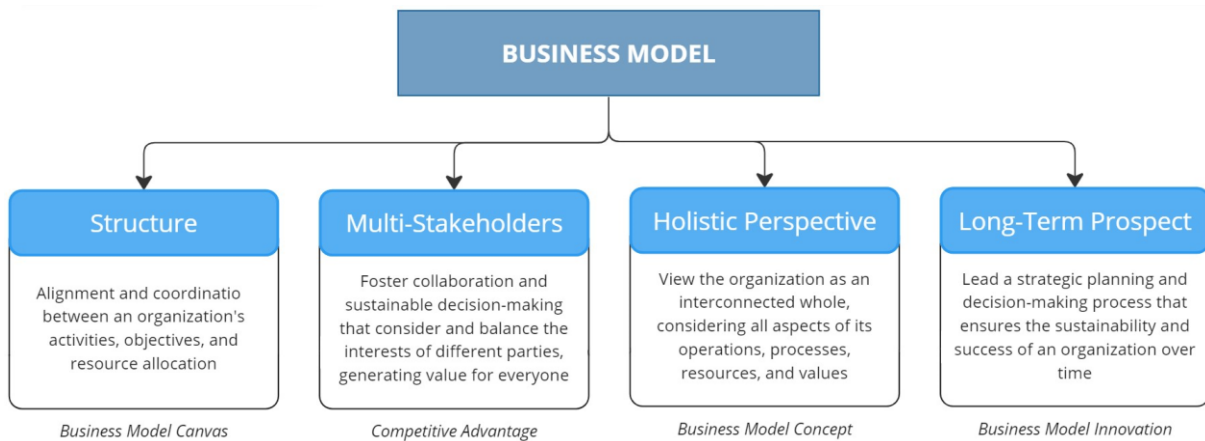 BUSINESS MODEL
Structure
Alignment and coordinatio
between an organization's
activities, objectives, and
resource allocation
Business Model Canvas
Multi-Stakeholders
Foster collaboration and
sustainable decision-making
that consider and balance the
interests of different parties,
generating value for everyone
Competitive Advantage
Holistic Perspective
View the organization as an
interconnected whole,
considering all aspects of its
operations, processes,
resources, and values
Business Model Concept
Long-Term Prospect
Lead a strategic planning and
decision-making process that
ensures the sustainability and
success of an organization over
time
Business Model Innovation